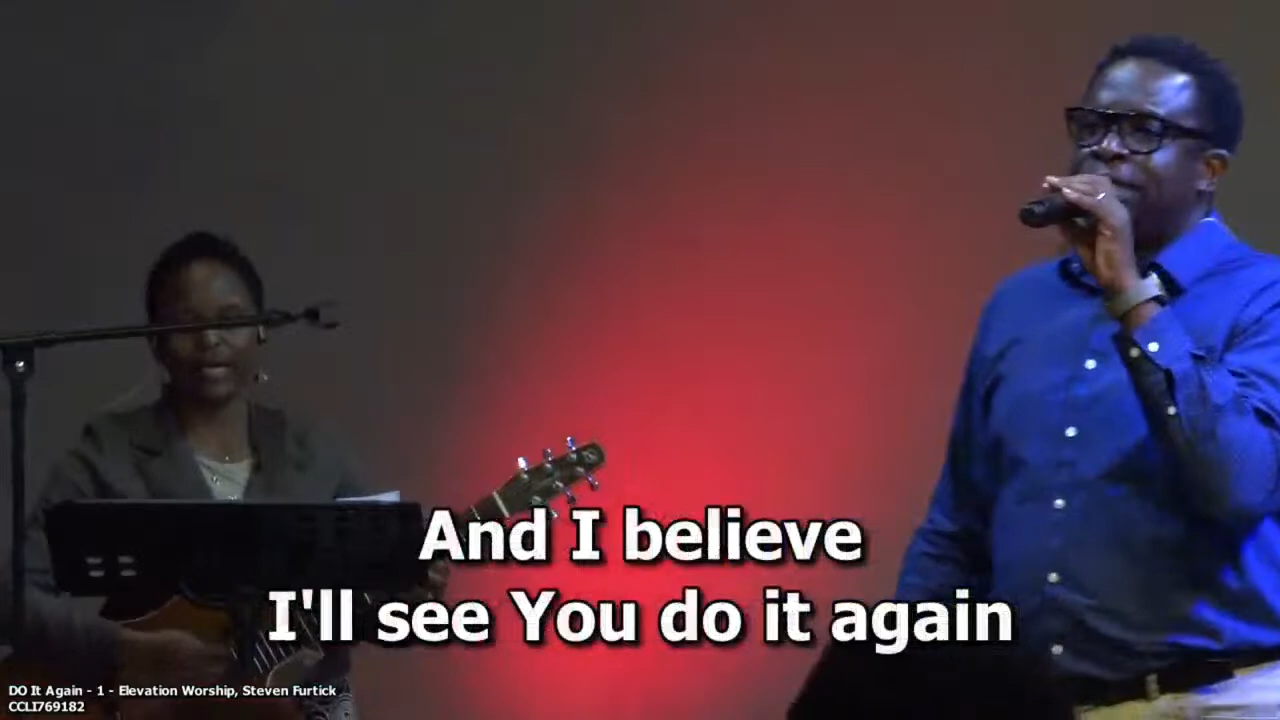 And I believe
I'll see You do it again
DO It Again - 1 - Elevation Worship, Steven Furtick
CCLI769182